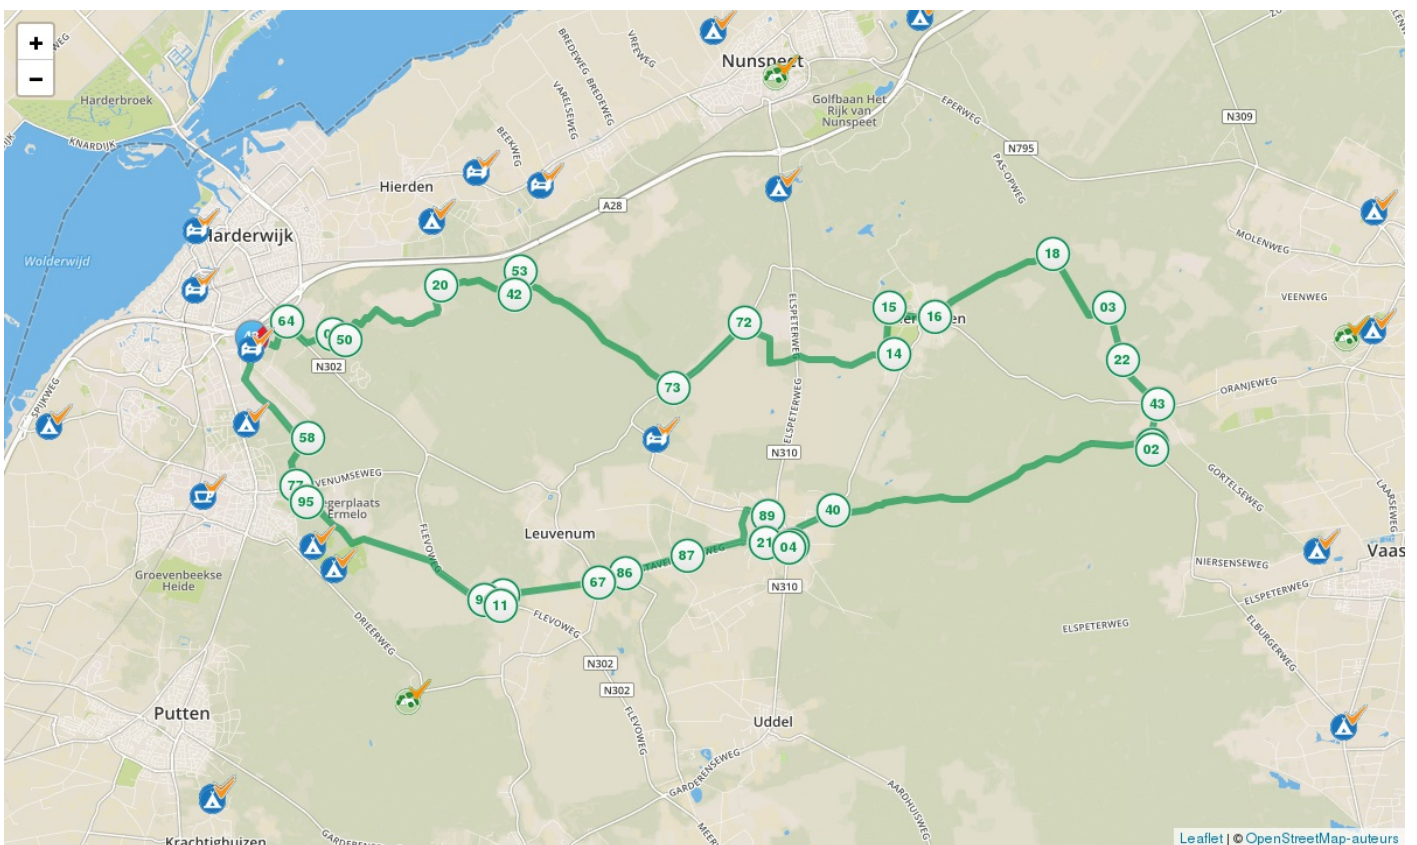 +
−
Harderbroek
KNARDIJK
Wolderwijd
Hierden
BEEKWEG
VARELSEWEG
BREDEWEG
BREDEWEG
VREEWEG
Nunspeet
Golfbaan Het
Rijk van
Nunspeet
EPERWEG
N795
N309
PAS-OPWEG
MOLENWEG
VEENWEG
A28
53
42
20
64
50
N302
72
73
ELSPETERWEG
ELSPETERWEG
15
16
14
18
03
22
43
02
ORANJEWEG
GORTELSEWEG
LAARSEWEG
SPIJKWEG
58
77
95
VENUMSEWEG
Ermelo
N310
89
40
21
04
87
86
67
11
Leuvenum
FLEVOWEG
FLEVOWEG
N310
N302
N302
FLEVOWEG
Groevenbeekse
Heide
DRIEERWEG
Putten
Uddel
GARDERENSEWEG
AARDHUISWEG
ELSPETERWEG
NIERSENSEWEG
ELSPETERWEG
ELBURGERWEG
Leaflet | © OpenStreetMap-auteurs